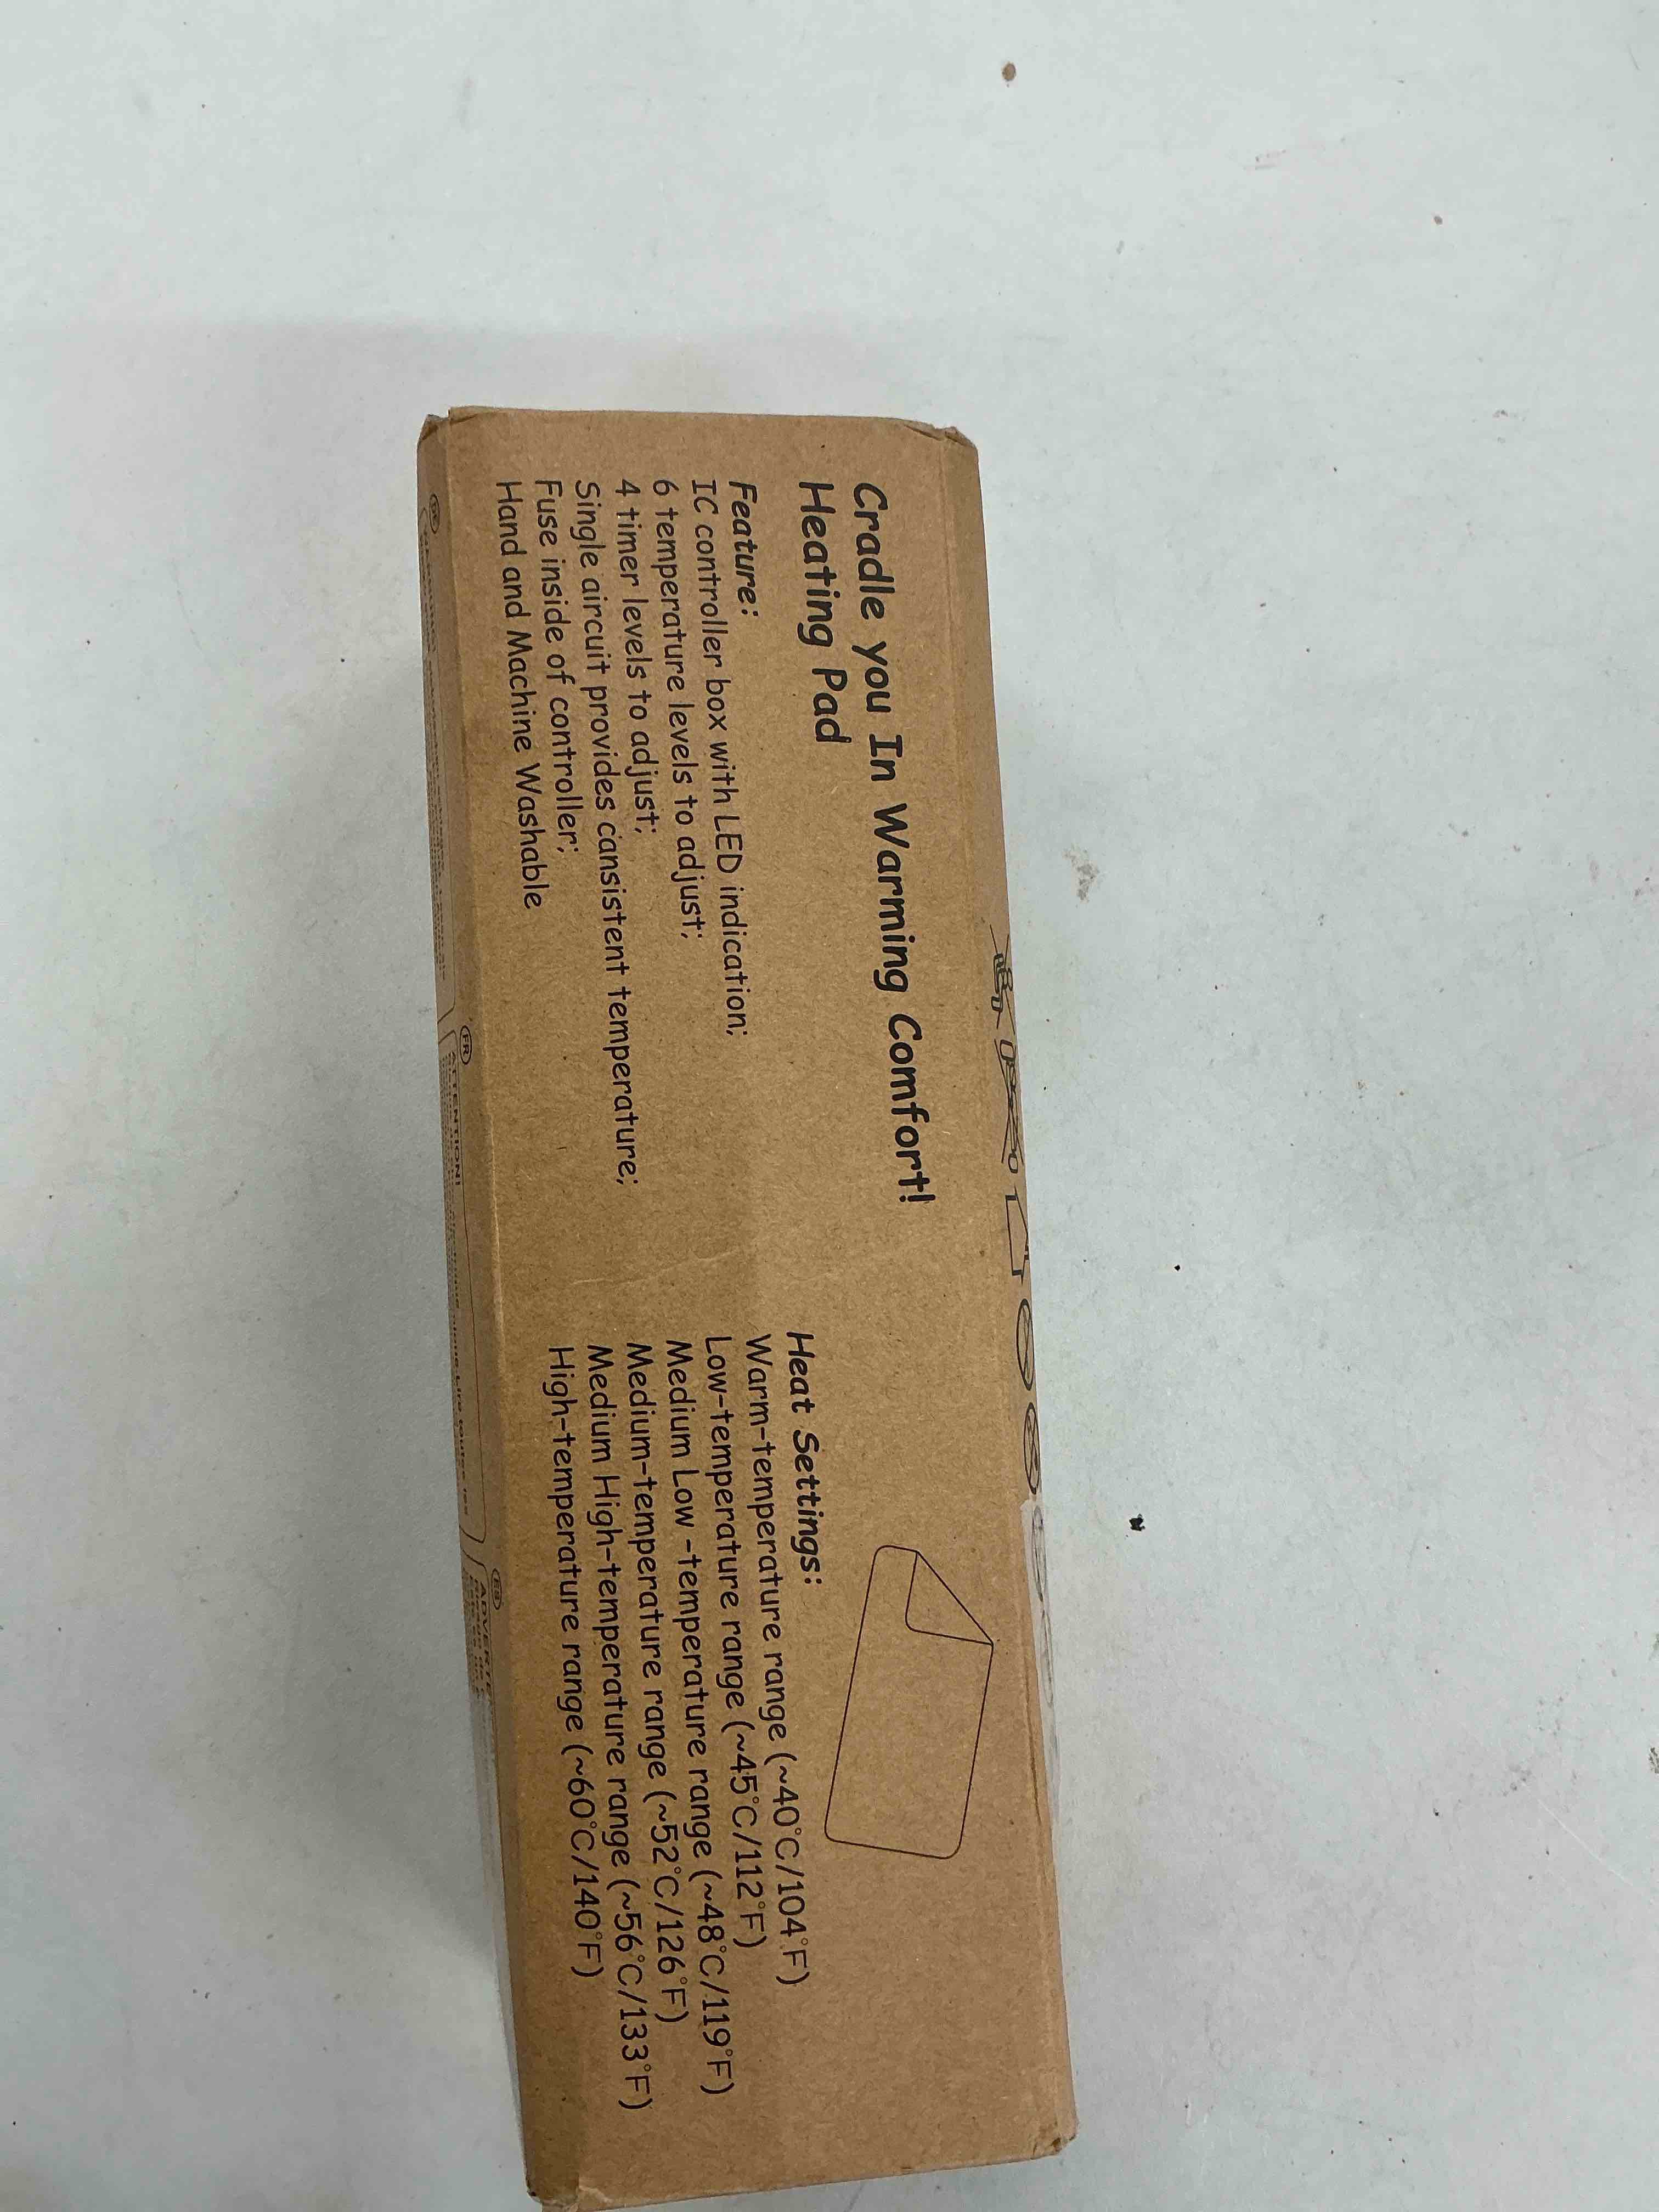 Cradle you In Warming Comfort!
Heating Pad
Feature:
IC controller box with LED indication;
6 temperature levels to adjust;
4 timer levels to adjust;
Single aircuit provides cansistent temperature;
Fuse inside of controller;
Hand and Machine Washable
Heat Settings:
Warm-temperature range (~40°C/104°F)
Low-temperature range (~45°C/112°F)
Medium Low -temperature range (~48°C/119°F)
Medium-temperature range (~52°C/126°F)
Medium High-temperature range (~56°C/133°F)
High-temperature range (~60°C/140°F)
FR
ATTENTION!
ES